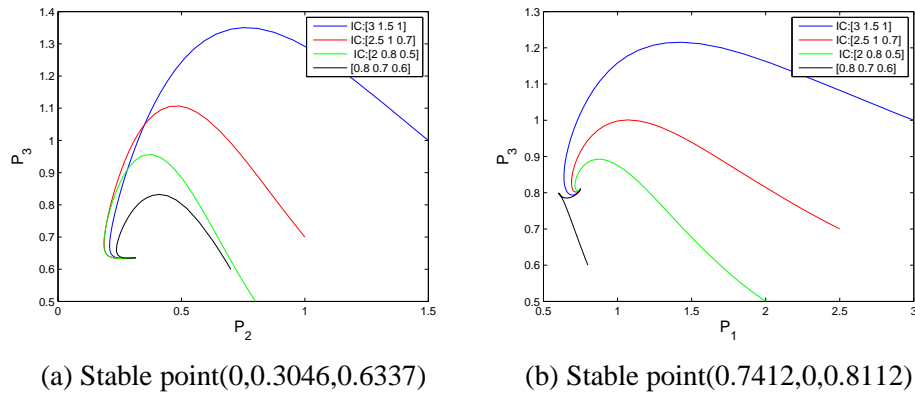 1.4
1.3
1.2
1.1
1
0.9
0.8
0.7
0.6
0.5
0
0.5
1
1.5
P_3
P_2
IC:[3 1.5 1]
IC:[2.5 1 0.7]
IC:[2 0.8 0.5]
[0.8 0.7 0.6]
(a) Stable point(0,0.3046,0.6337)
1.3
1.2
1.1
1
0.9
0.8
0.7
0.6
0.5
0.5
1
1.5
2
2.5
3
P_3
P_1
IC:[3 1.5 1]
IC:[2.5 1 0.7]
IC:[2 0.8 0.5]
[0.8 0.7 0.6]
(b) Stable point(0.7412,0,0.8112)